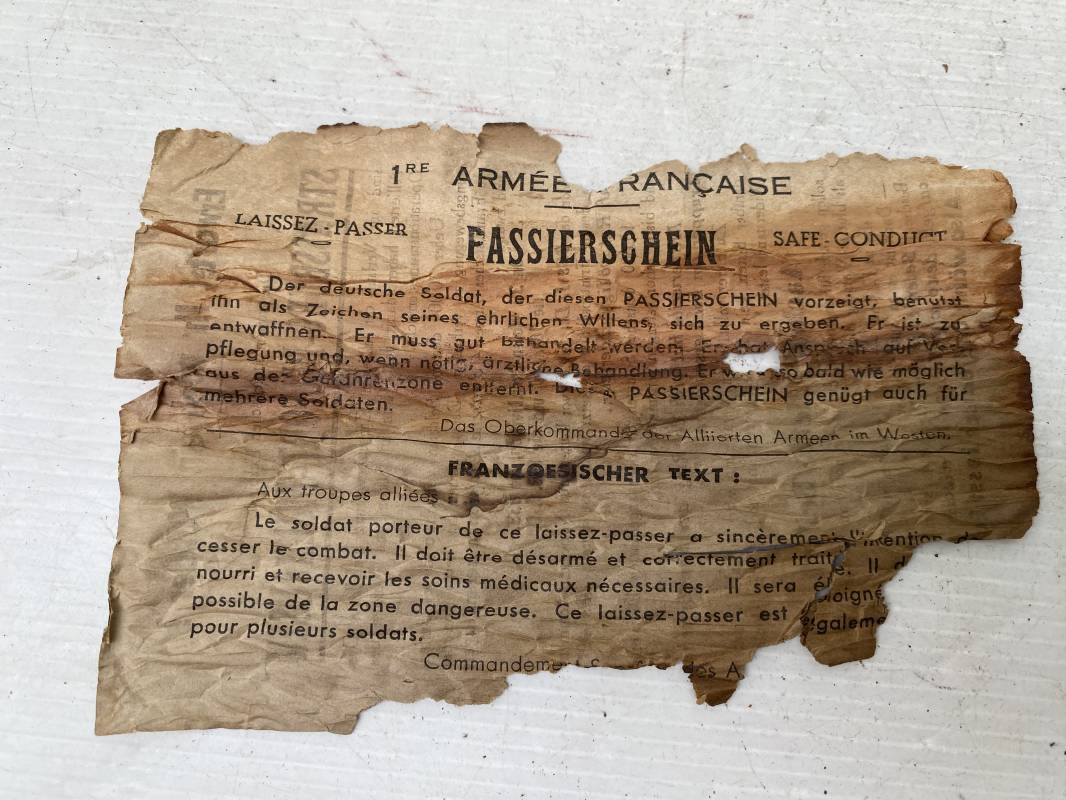 1RE ARMÉE FRANÇAISE
LAISSEZ-PASSER PASSIERSCHEIN SAFE-CONDUCT
Der deutsche Soldat, der diesen PASSIERSCHEIN vorzeigt, benutzt
ihn als Zeichen seines ehrlichen Willens, sich zu ergeben. Er ist zu
entwaffnen. Er muss gut behandelt werden. Er hat Anspruch auf Ver-
pflegung und, wenn nötig, ärztliche Behandlung. Er wird so bald wie möglich
aus der Gefahrenzone entfernt. Dieser PASSIERSCHEIN genügt auch für
mehrere Soldaten.
Das Oberkommando der Alliierten Armeen im Westen.
FRANZOESISCHER TEXT :
Aux troupes alliées
Le soldat porteur de ce laissez-passer a sincèrement l'intention d
cesser le combat. Il doit être désarmé et correctement traité. Il d
nourri et recevoir les soins médicaux nécessaires. Il sera éloigné
possible de la zone dangereuse. Ce laissez-passer est égaleme
pour plusieurs soldats.
Commandement des A